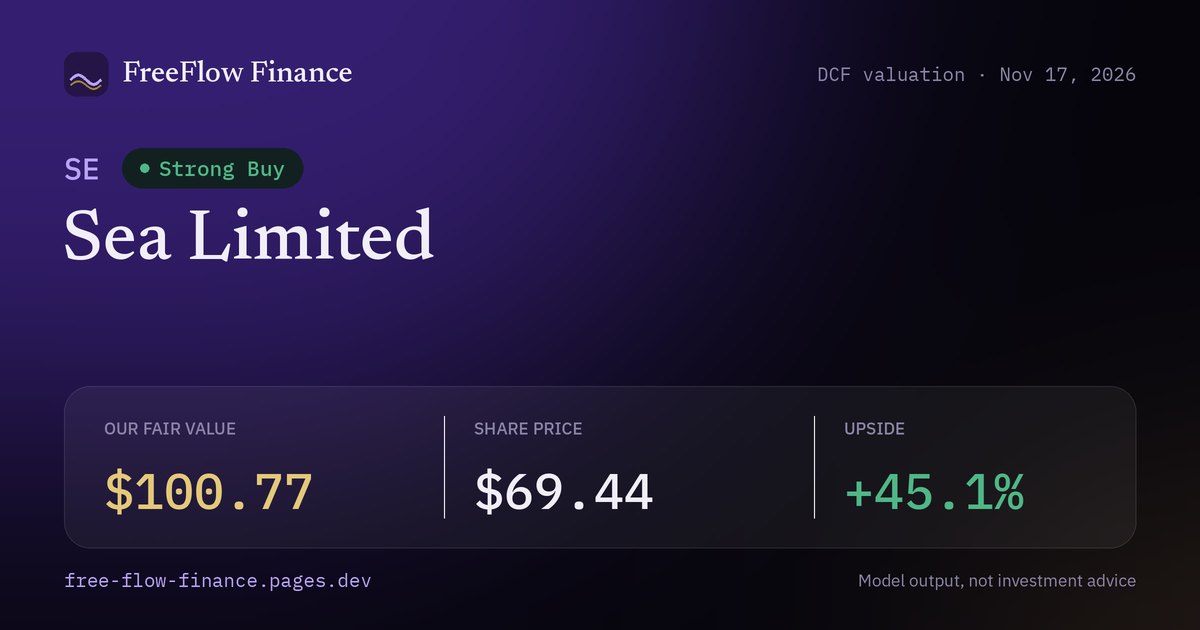 FreeFlow Finance
DCF valuation · Nov 17, 2026
SE
Strong Buy
Sea Limited
OUR FAIR VALUE
$100.77
SHARE PRICE
$69.44
UPSIDE
+45.1%
free-flow-finance.pages.dev
Model output, not investment advice